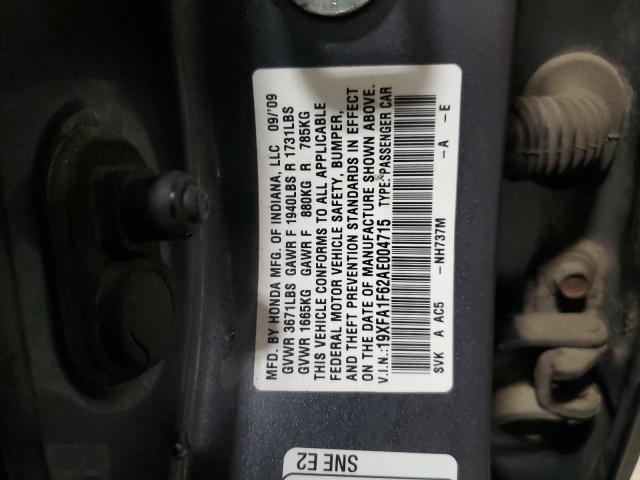 MFD. BY HONDA MFG. OF INDIANA, LLC 09/'09
GVWR 3671LBS GAWR F 1940LBS R 1731LBS
GVWR 1665KG GAWR F 880KG R 785KG
THIS VEHICLE CONFORMS TO ALL APPLICABLE
FEDERAL MOTOR VEHICLE SAFETY, BUMPER,
AND THEFT PREVENTION STANDARDS IN EFFECT
ON THE DATE OF MANUFACTURE SHOWN ABOVE.
V.I.N.:19XFA1F62AE004715 TYPE: PASSENGER CAR
SVK A AC5 -NH737M -A -E
SNE E2